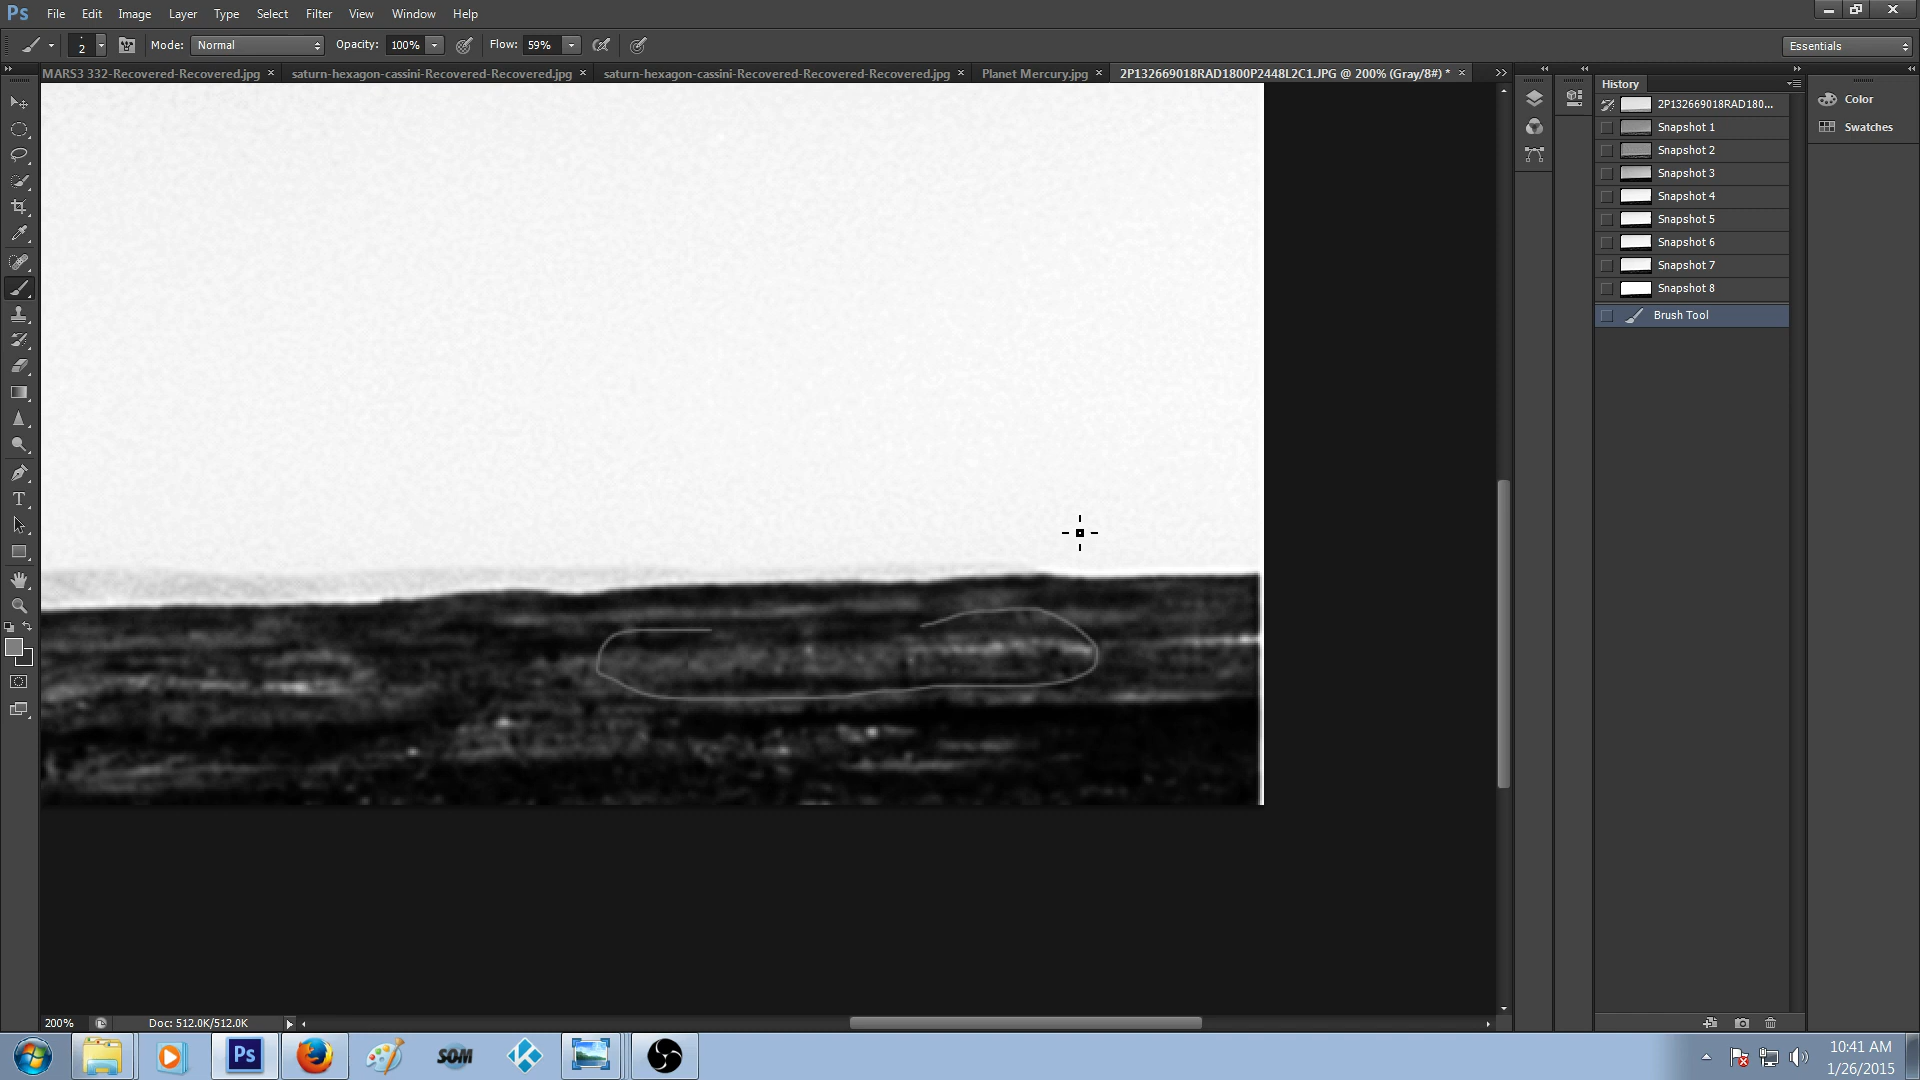 Ps File Edit Image Layer Type Select Filter View Window Help
2 Mode: Normal Opacity: 100% Flow: 59% Essentials
MARS3 332-Recovered-Recovered.jpg × saturn-hexagon-cassini-Recovered-Recovered.jpg × saturn-hexagon-cassini-Recovered-Recovered-Recovered.jpg × Planet Mercury.jpg × 2P132669018RAD1800P2448L2C1.JPG @ 200% (Gray/8#) * ×
History
2P132669018RAD180...
Snapshot 1
Snapshot 2
Snapshot 3
Snapshot 4
Snapshot 5
Snapshot 6
Snapshot 7
Snapshot 8
Brush Tool
Color
Swatches
200% Doc: 512.0K/512.0K
Ps SOM
10:41 AM
1/26/2015